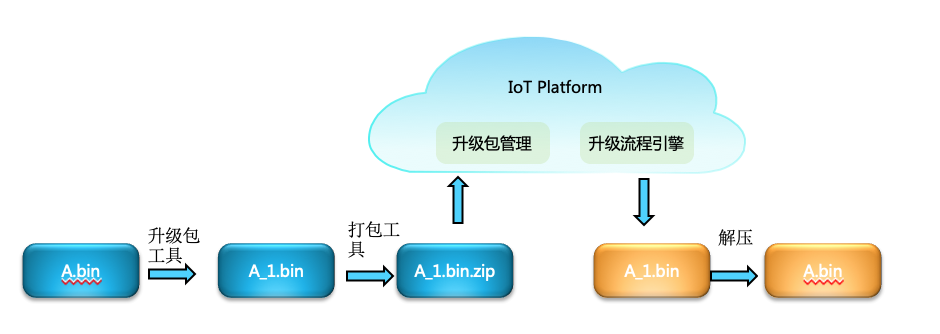 IoT Platform
升级包管理
升级流程引擎
升级包
工具
打包工
具
解压
A.bin
A_1.bin
A_1.bin.zip
A_1.bin
A.bin